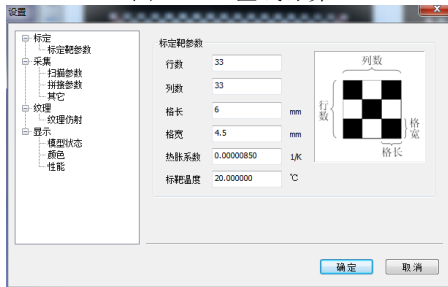 设置
标定
标定靶参数
采集
扫描参数
拼接参数
其它
纹理
纹理仿射
显示
模型状态
颜色
性能
标定靶参数
行数 33
列数 33
格长 6 mm
格宽 4.5 mm
热胀系数 0.00000850 1/K
标靶温度 20.000000 ℃
列数
行数
格宽
格长
确定 取消